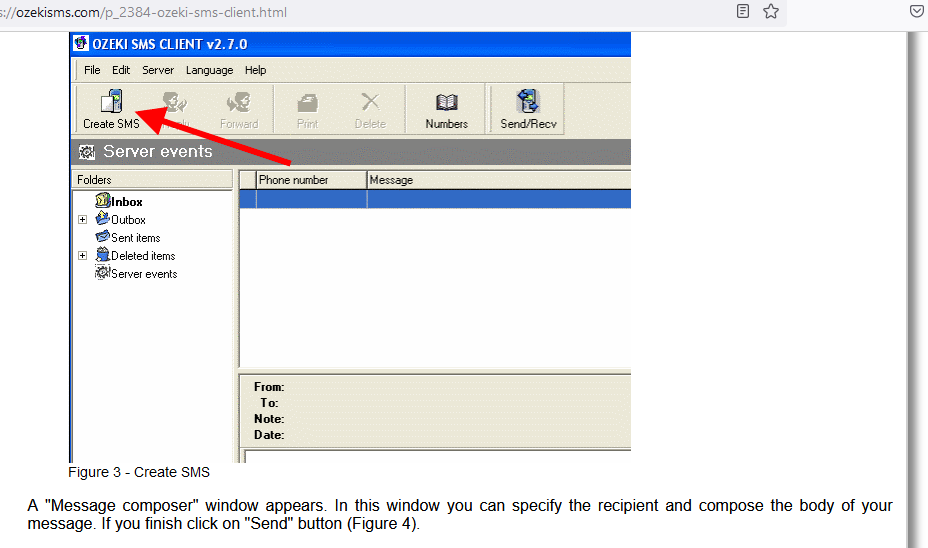 s://ozekisms.com/p_2384-ozeki-sms-client.html
OZEKI SMS CLIENT v2.7.0
File Edit Server Language Help
Create SMS Forward Print Delete Numbers Send/Recv
Server events
Folders
Phone number Message
Inbox
Outbox
Sent items
Deleted items
Server events
From:
To:
Note:
Date:
Figure 3 - Create SMS
A "Message composer" window appears. In this window you can specify the recipient and compose the body of your
message. If you finish click on "Send" button (Figure 4).